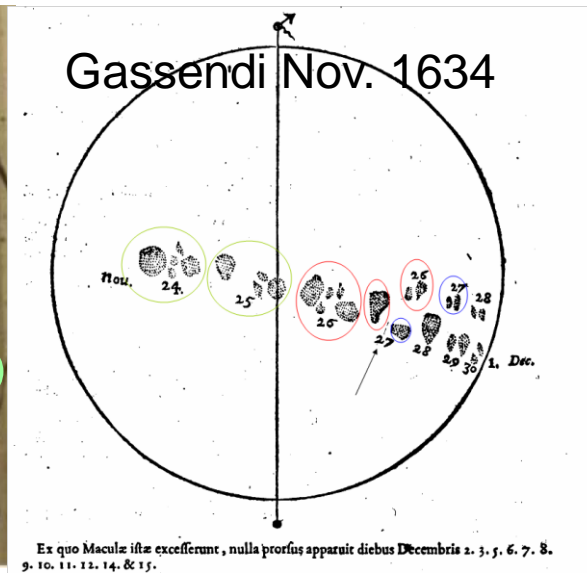 Gassendi Nov. 1634
Nou.
24.
25
26
26
27
27
28
28
29
30
1. Dec.
Ex quo Maculæ iſtæ exceſſerunt, nulla prorſus apparuit diebus Decembris 2. 3. 5. 6. 7. 8.
9. 10. 11. 12. 14. & 15.